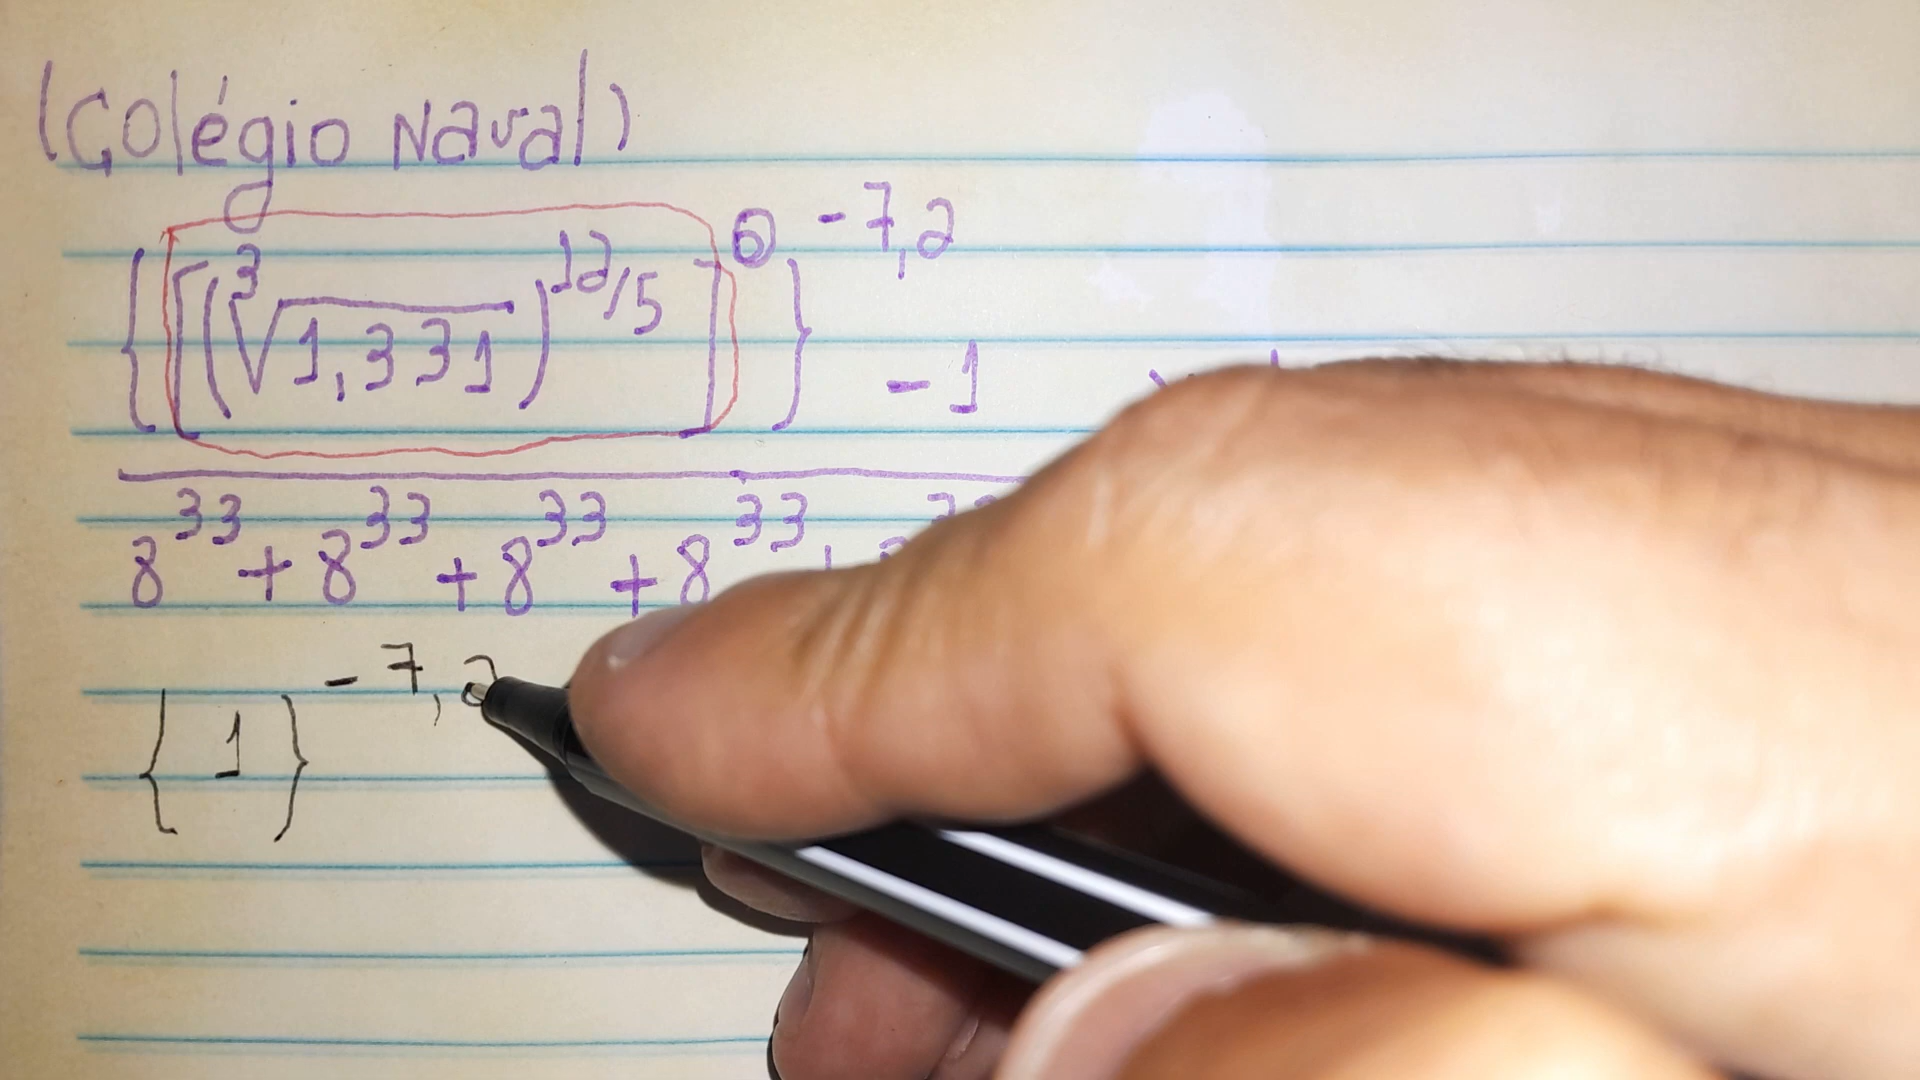 (Colégio Naval)
{[(∛1,331)^12/5]^0}^-7,2 - 1
8^33 + 8^33 + 8^33 + 8^33 +
{1}^-7,2